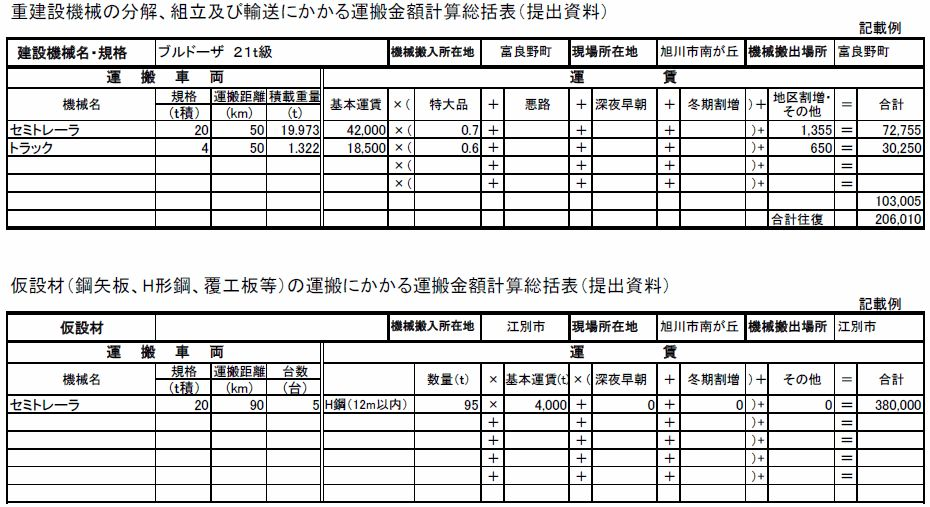 重建設機械の分解、組立及び輸送にかかる運搬金額計算総括表（提出資料）
記載例
建設機械名・規格 ブルドーザ 21t級 機械搬入所在地 富良野町 現場所在地 旭川市南が丘 機械搬出場所 富良野町
運 搬 車 両 運 賃
機械名 規格 運搬距離 積載重量 基本運賃 ×( 特大品 + 悪路 + 深夜早朝 + 冬期割増 )+ 地区割増・ = 合計
(t積) (km) (t) その他
セミトレーラ 20 50 19.973 42,000 ×( 0.7 + + + )+ 1,355 = 72,755
トラック 4 50 1.322 18,500 ×( 0.6 + + + )+ 650 = 30,250
×( + + + )+ =
×( + + + )+ =
103,005
合計往復 206,010
仮設材（鋼矢板、H形鋼、覆工板等）の運搬にかかる運搬金額計算総括表（提出資料）
記載例
仮設材 機械搬入所在地 江別市 現場所在地 旭川市南が丘 機械搬出場所 江別市
運 搬 車 両 運 賃
機械名 規格 運搬距離 台数 数量(t) × 基本運賃(t) ×( 深夜早朝 + 冬期割増 )+ その他 = 合計
(t積) (km) (台)
セミトレーラ 20 90 5 H鋼(12m以内) 95 × 4,000 + 0 + 0 )+ 0 = 380,000
+ + + )+ =
+ + + )+ =
+ + + )+ =
+ + + )+ =